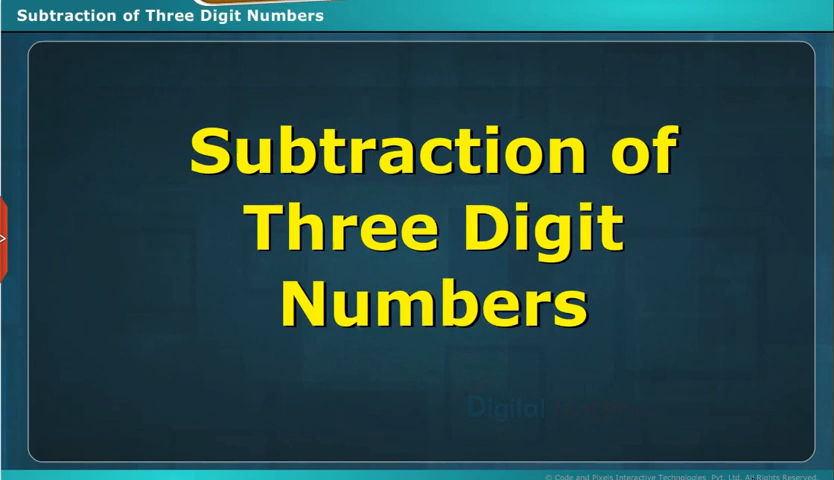 Subtraction of Three Digit Numbers
Subtraction of
Three Digit
Numbers
Digital
© Code and Pixels Interactive Technologies, Pvt. Ltd. All Rights Reserved.